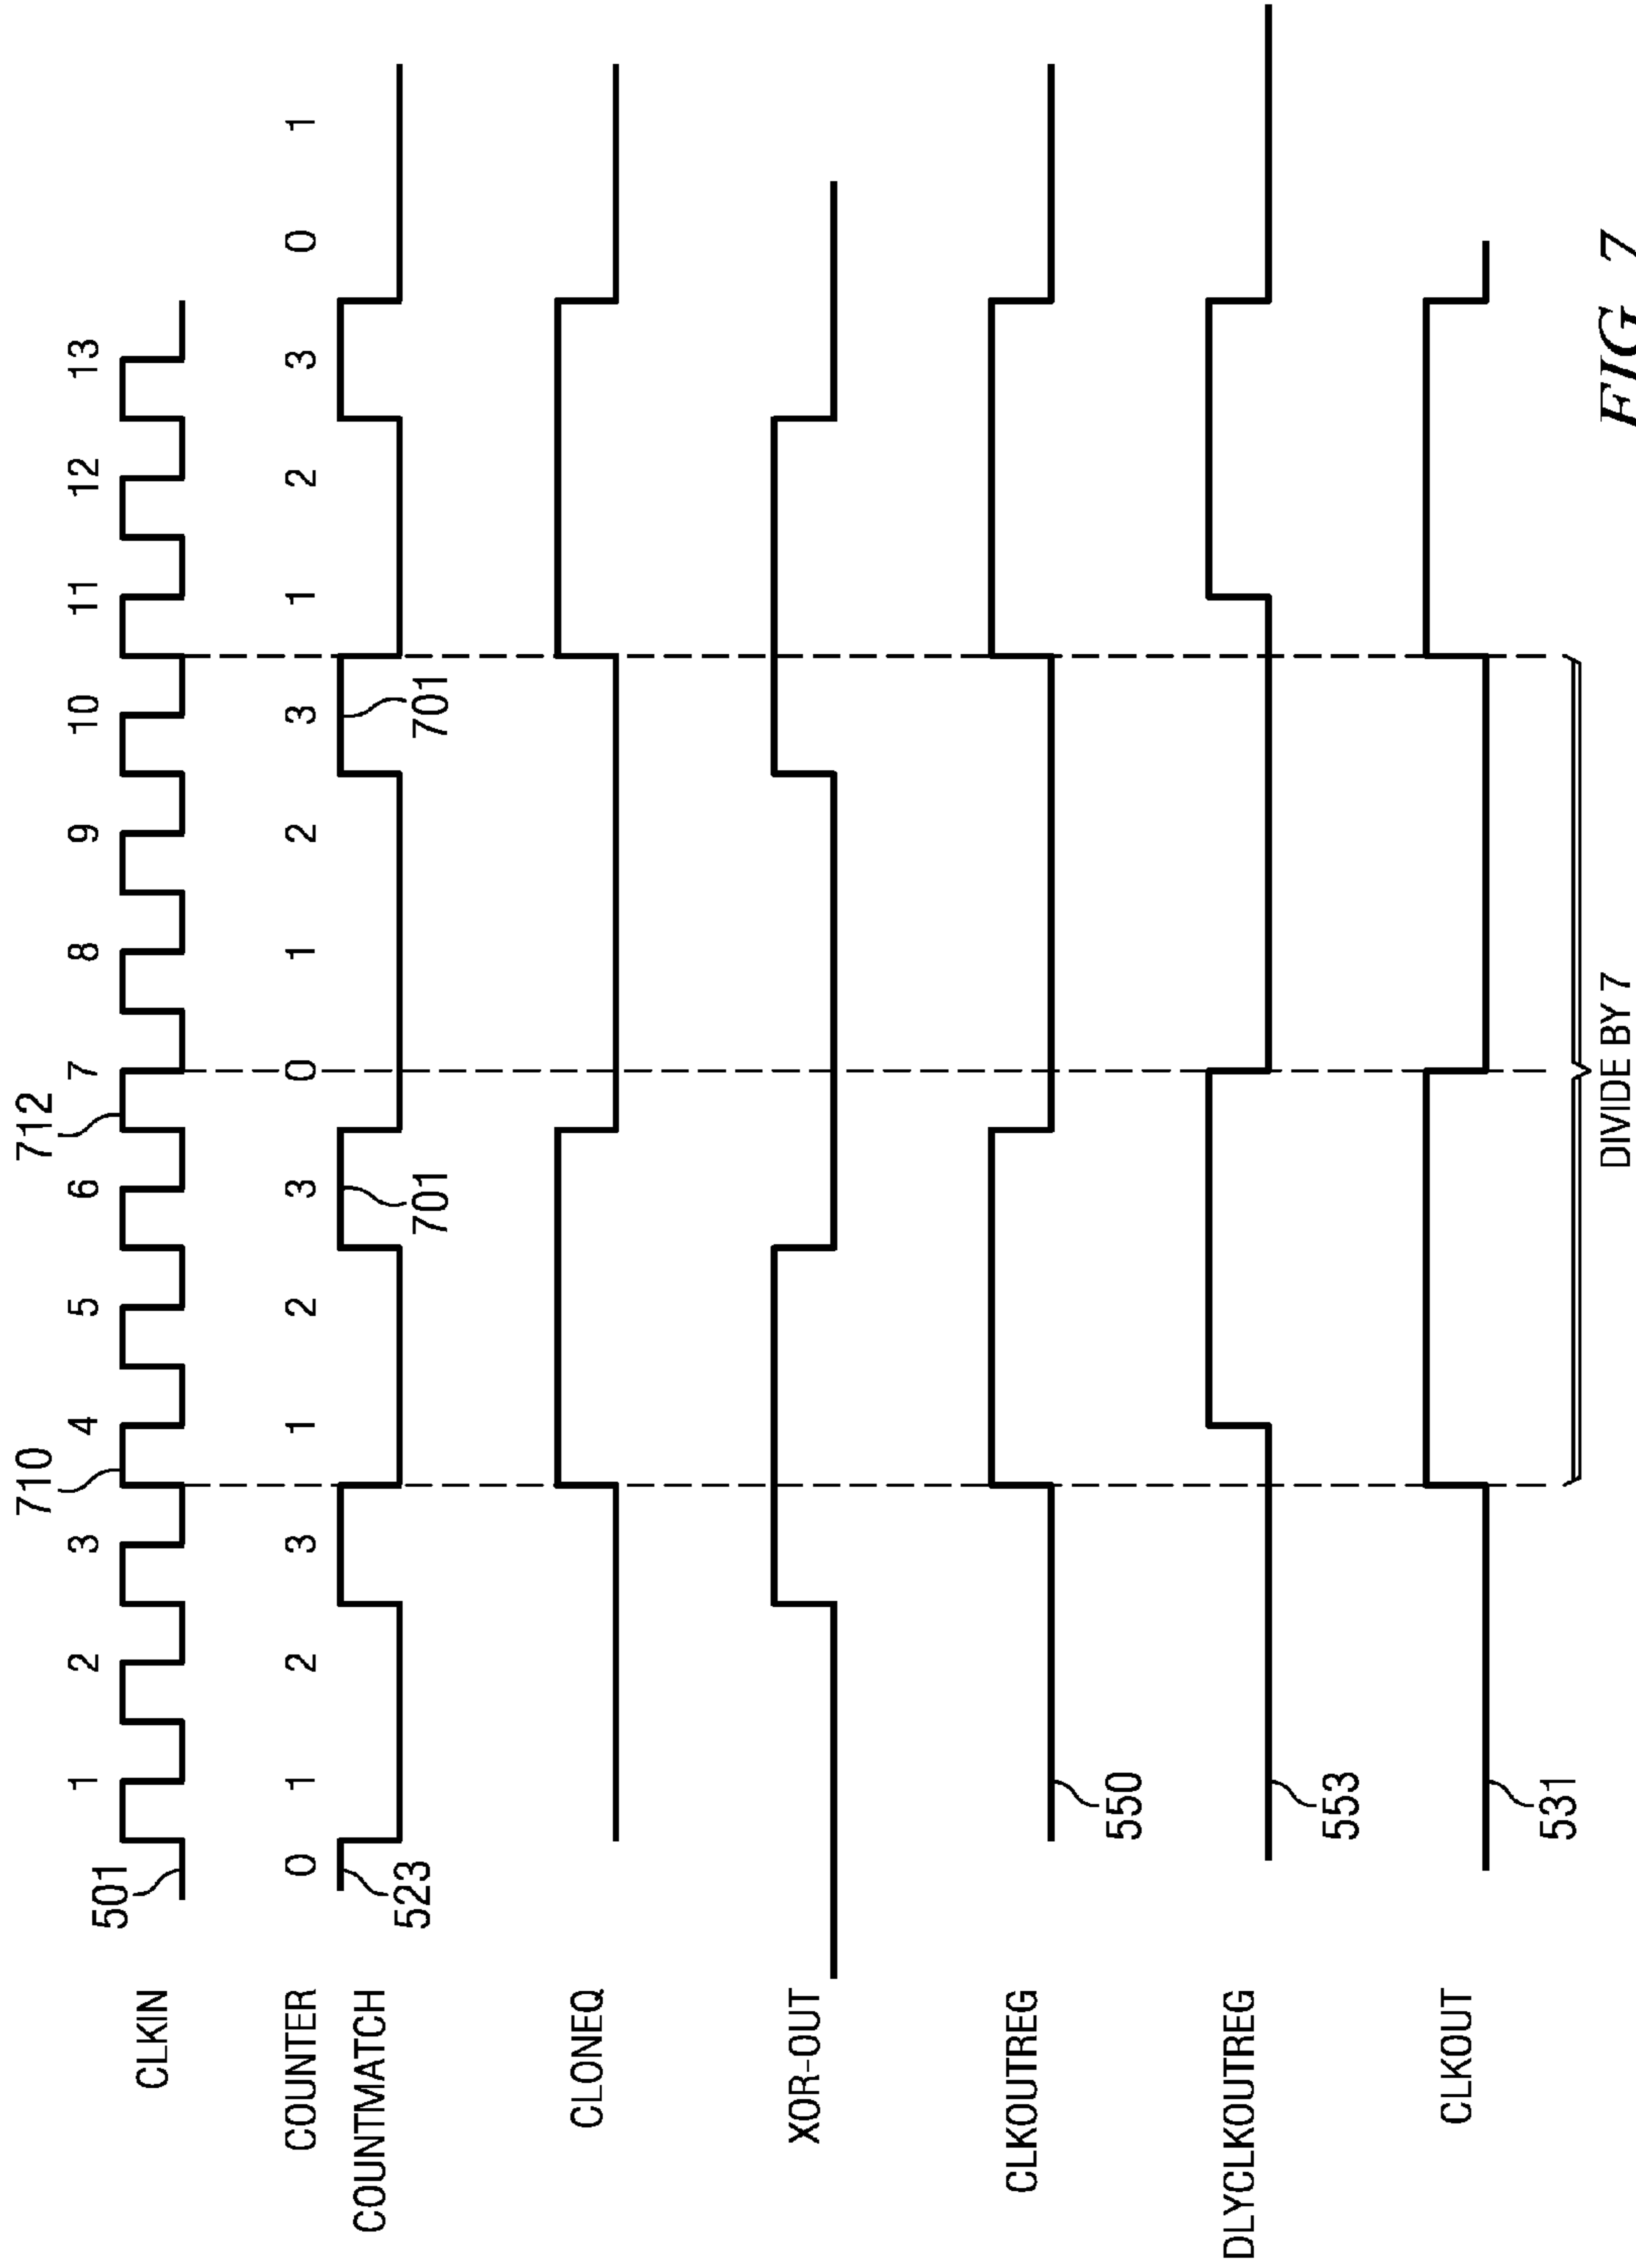 710 712
1 2 3 4 5 6 7 8 9 10 11 12 13
501
CLKIN
COUNTER 0 1 2 3 1 2 3 0 1 2 3 1 2 3 0 1
COUNTMATCH
523 701 701
CLONEQ
XOR-OUT
CLKOUTREG
550
DLYCLKOUTREG
553
CLKOUT
531
DIVIDE BY 7
FIG. 7